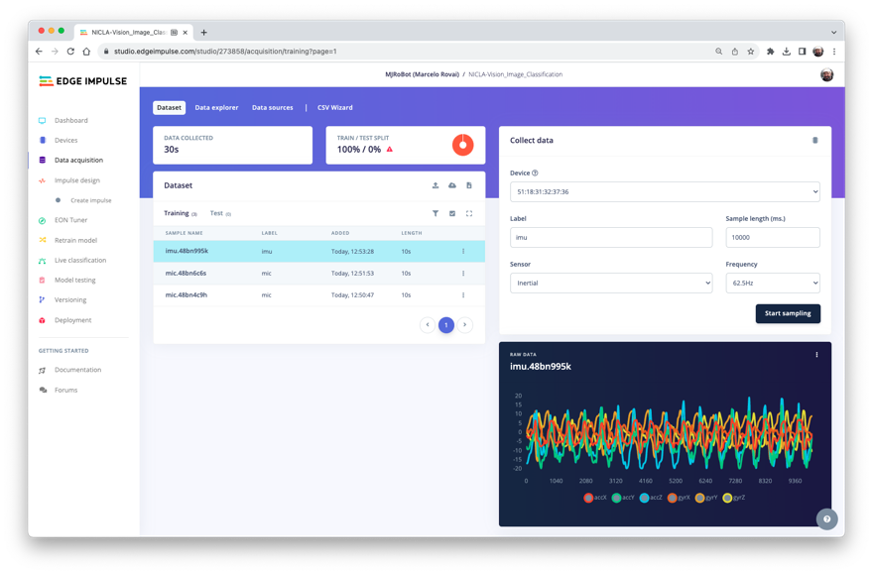 NICLA-Vision_Image_Clas
studio.edgeimpulse.com/studio/273858/acquisition/training?page=1
EDGE IMPULSE
MJRoBot (Marcelo Rovai) / NICLA-Vision_Image_Classification
Dashboard
Devices
Data acquisition
Impulse design
Create impulse
EON Tuner
Retrain model
Live classification
Model testing
Versioning
Deployment
GETTING STARTED
Documentation
Forums
Dataset Data explorer Data sources | CSV Wizard
DATA COLLECTED
30s
TRAIN / TEST SPLIT
100% / 0%
Dataset
Training (3) Test (0)
SAMPLE NAME LABEL ADDED LENGTH
imu.48bn995k imu Today, 12:53:28 10s
mic.48bn6c6s mic Today, 12:51:53 10s
mic.48bn4c9h mic Today, 12:50:47 10s
1
Collect data
Device
51:18:31:32:37:36
Label Sample length (ms.)
imu 10000
Sensor Frequency
Inertial 62.5Hz
Start sampling
RAW DATA
imu.48bn995k
20
15
10
5
0
-5
-10
-15
-20
0 1040 2080 3120 4160 5200 6240 7280 8320 9360
accX accY accZ gyrX gyrY gyrZ